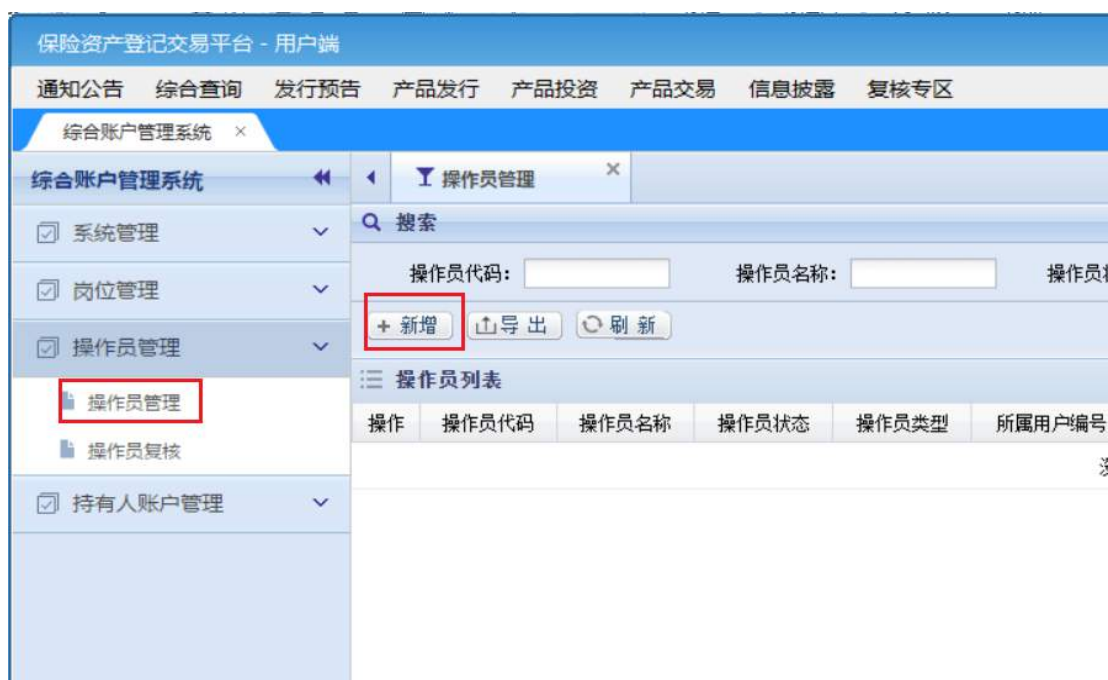 保险资产登记交易平台 - 用户端
通知公告 综合查询 发行预告 产品发行 产品投资 产品交易 信息披露 复核专区
综合账户管理系统 ×
综合账户管理系统
操作员管理 ×
系统管理
搜索
操作员代码： 操作员名称： 操作员
岗位管理
+ 新增 导出 刷新
操作员管理
操作员列表
操作员管理
操作 操作员代码 操作员名称 操作员状态 操作员类型 所属用户编号
操作员复核
持有人账户管理